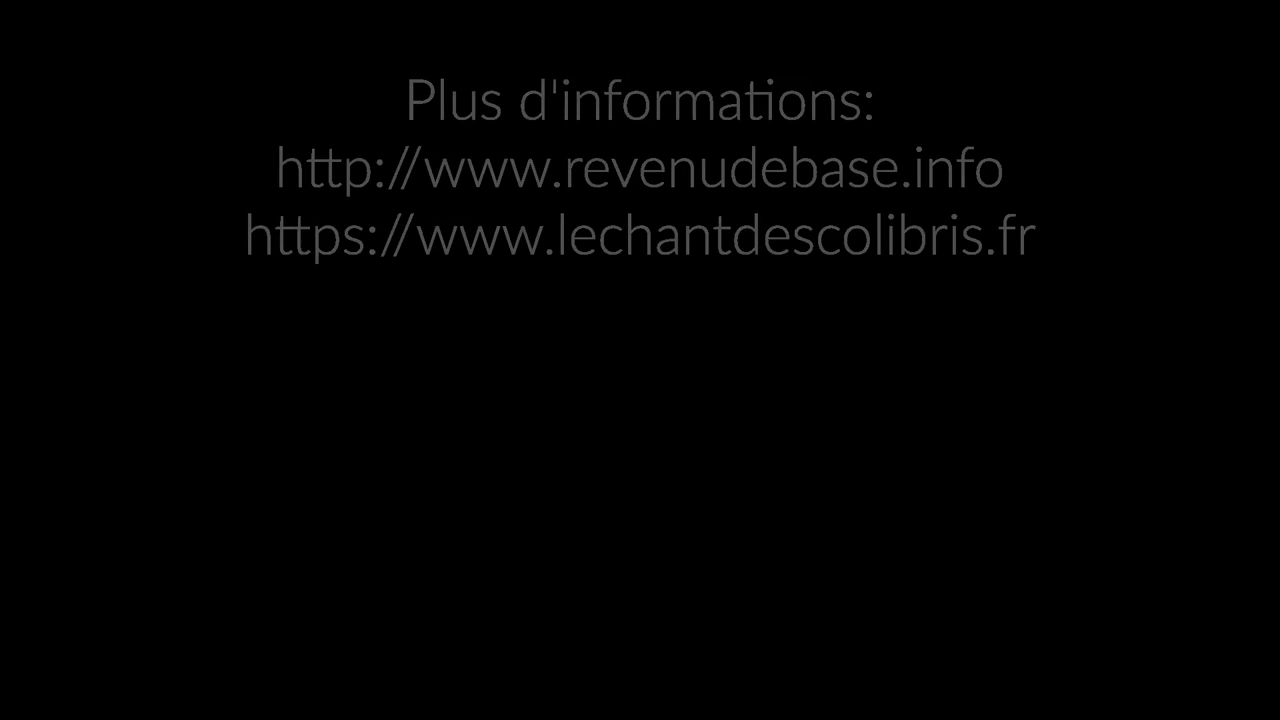 Plus d'informations:
http://www.revenudebase.info
https://www.lechantdescolibris.fr